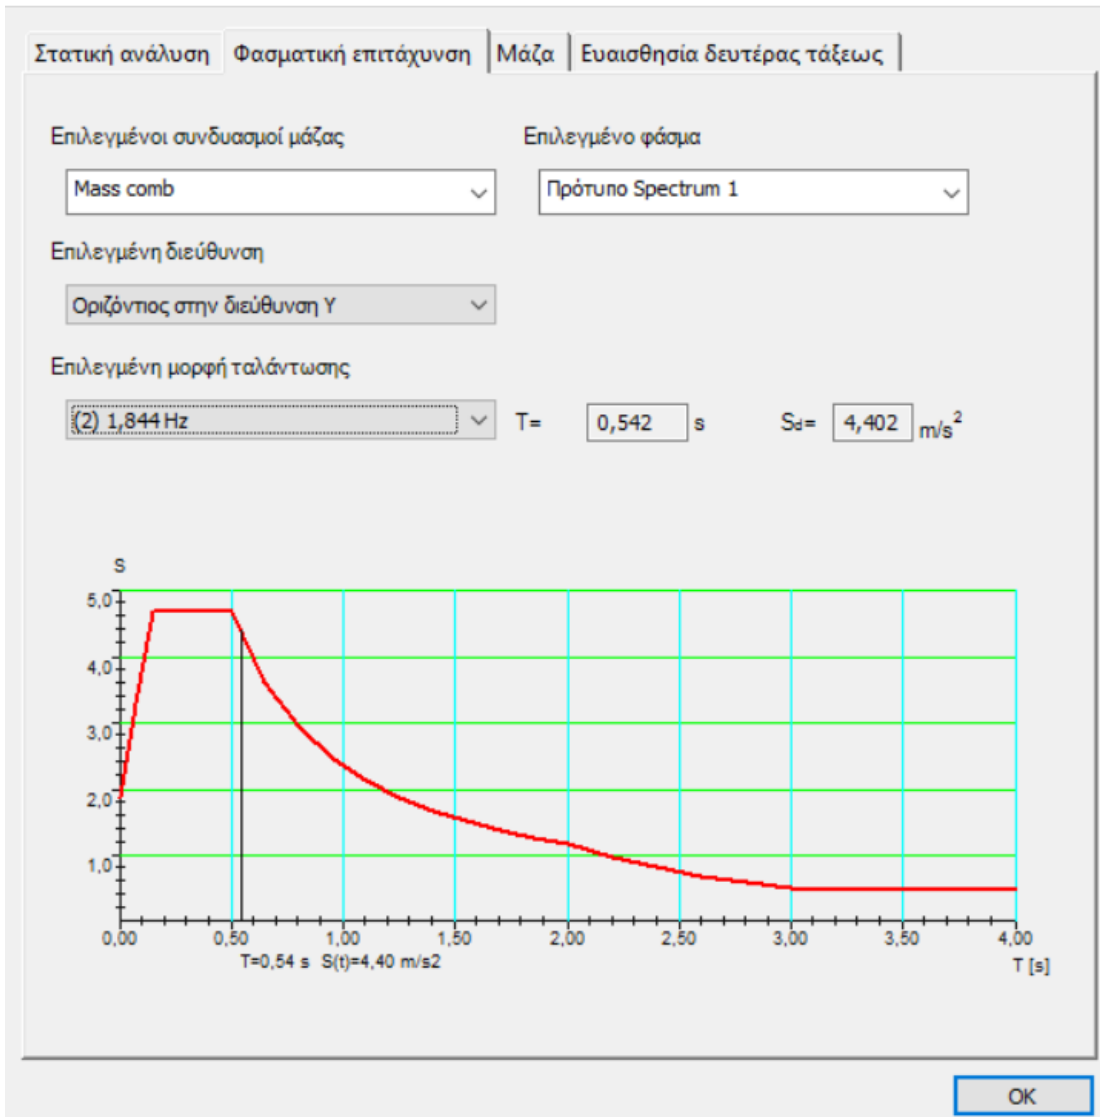 Στατική ανάλυση Φασματική επιτάχυνση Μάζα Ευαισθησία δευτέρας τάξεως
Επιλεγμένοι συνδυασμοί μάζας Επιλεγμένο φάσμα
Mass comb Πρότυπο Spectrum 1
Επιλεγμένη διεύθυνση
Οριζόντιος στην διεύθυνση Y
Επιλεγμένη μορφή ταλάντωσης
(2) 1,844 Hz T= 0,542 s Sd= 4,402 m/s²
S
5,0
4,0
3,0
2,0
1,0
0,00 0,50 1,00 1,50 2,00 2,50 3,00 3,50 4,00
T=0,54 s S(t)=4,40 m/s2 T [s]
OK